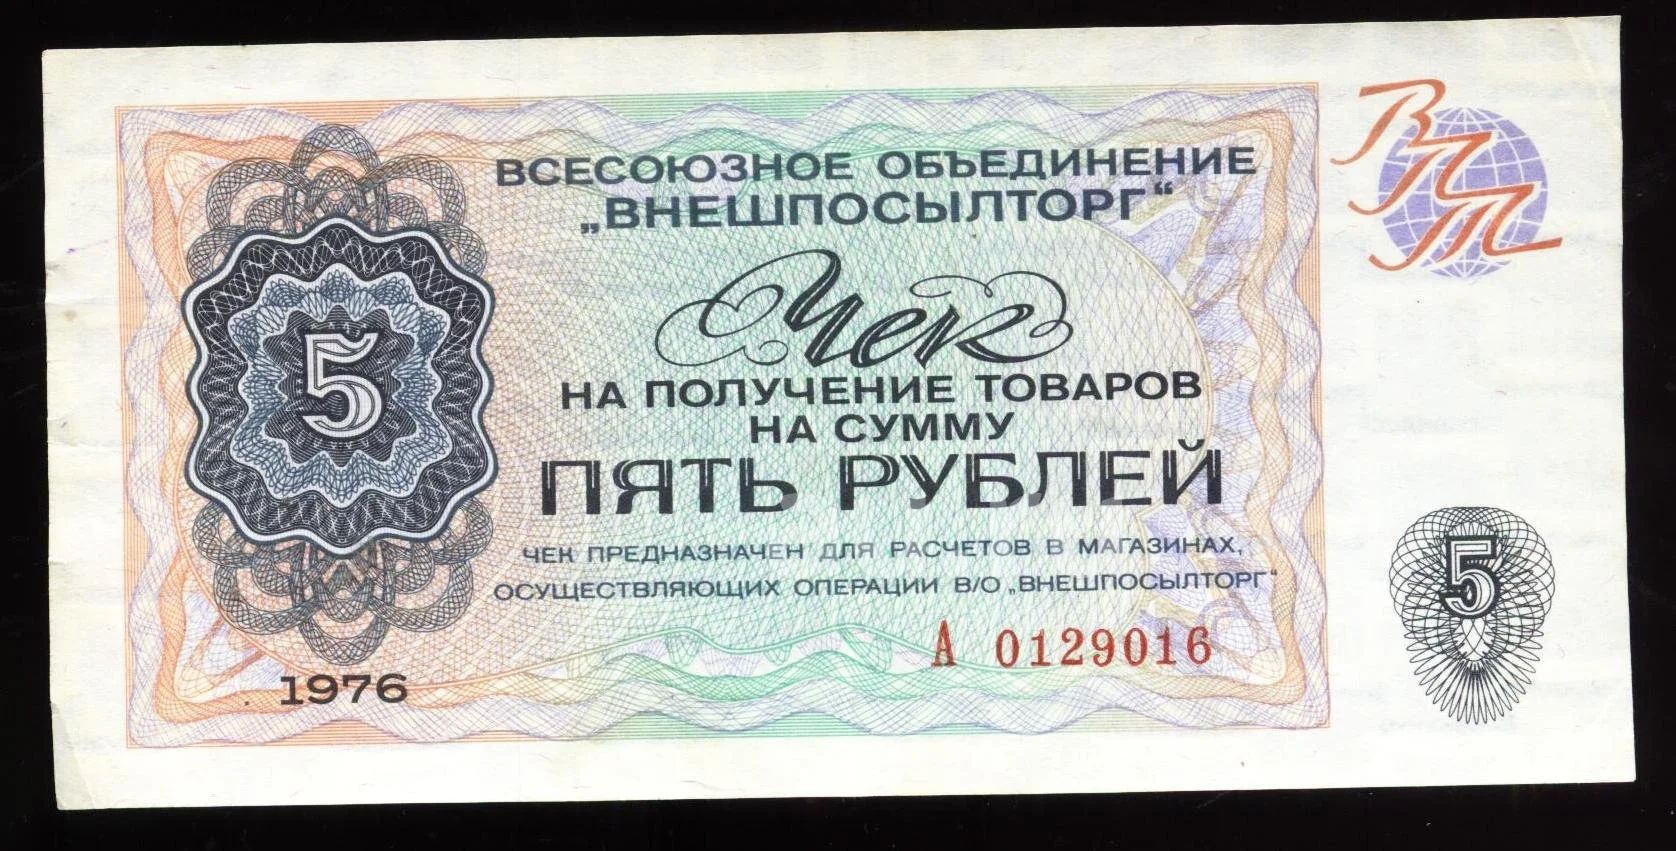 ВСЕСОЮЗНОЕ ОБЪЕДИНЕНИЕ
„ВНЕШПОСЫЛТОРГ“
ВПТ
Чек
НА ПОЛУЧЕНИЕ ТОВАРОВ
НА СУММУ
ПЯТЬ РУБЛЕЙ
5
ЧЕК ПРЕДНАЗНАЧЕН ДЛЯ РАСЧЕТОВ В МАГАЗИНАХ,
ОСУЩЕСТВЛЯЮЩИХ ОПЕРАЦИИ В/О „ВНЕШПОСЫЛТОРГ“
5
А 0129016
1976